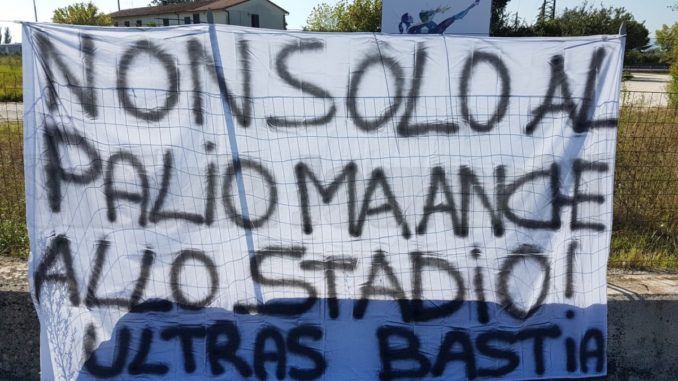 NON SOLO AL
PALIO MA ANCHE
ALLO STADIO!
ULTRAS BASTIA